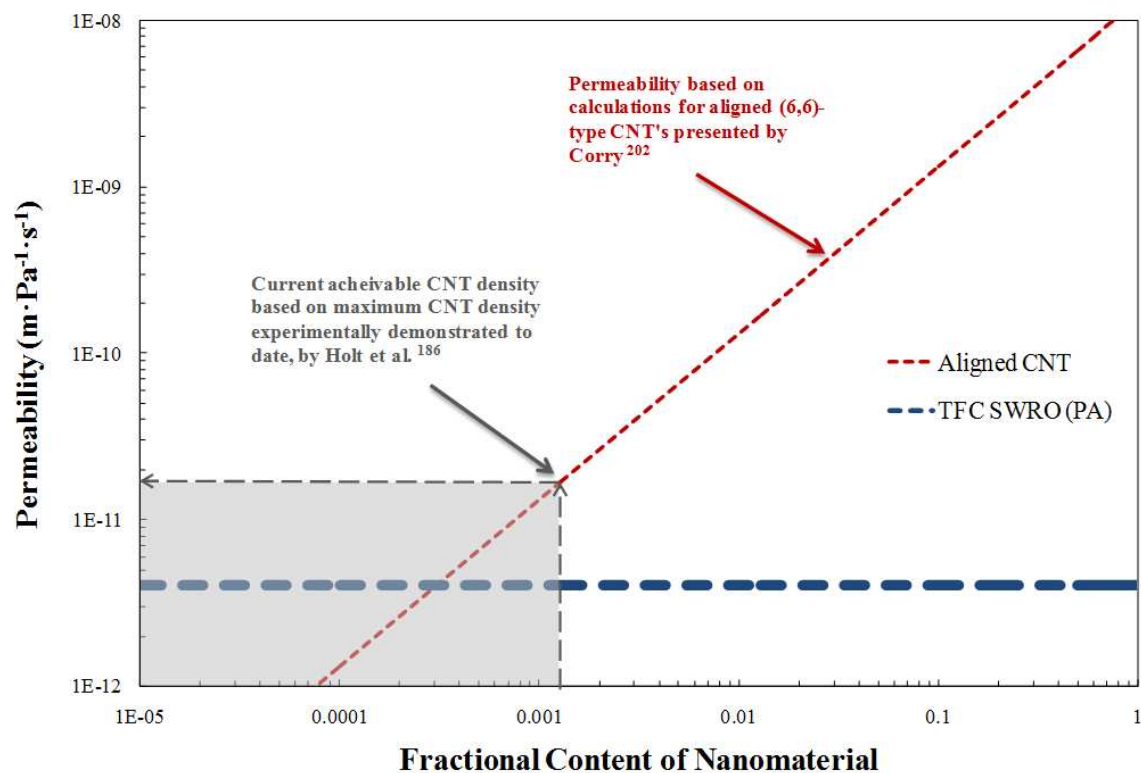 1E-08
1E-09
1E-10
1E-11
1E-12
Permeability (m·Pa⁻¹·s⁻¹)
Permeability based on
calculations for aligned (6,6)-
type CNT's presented by
Corry ²⁰²
Current acheivable CNT density
based on maximum CNT density
experimentally demonstrated to
date, by Holt et al. ¹⁸⁶
Aligned CNT
TFC SWRO (PA)
1E-05
0.0001
0.001
0.01
0.1
1
Fractional Content of Nanomaterial